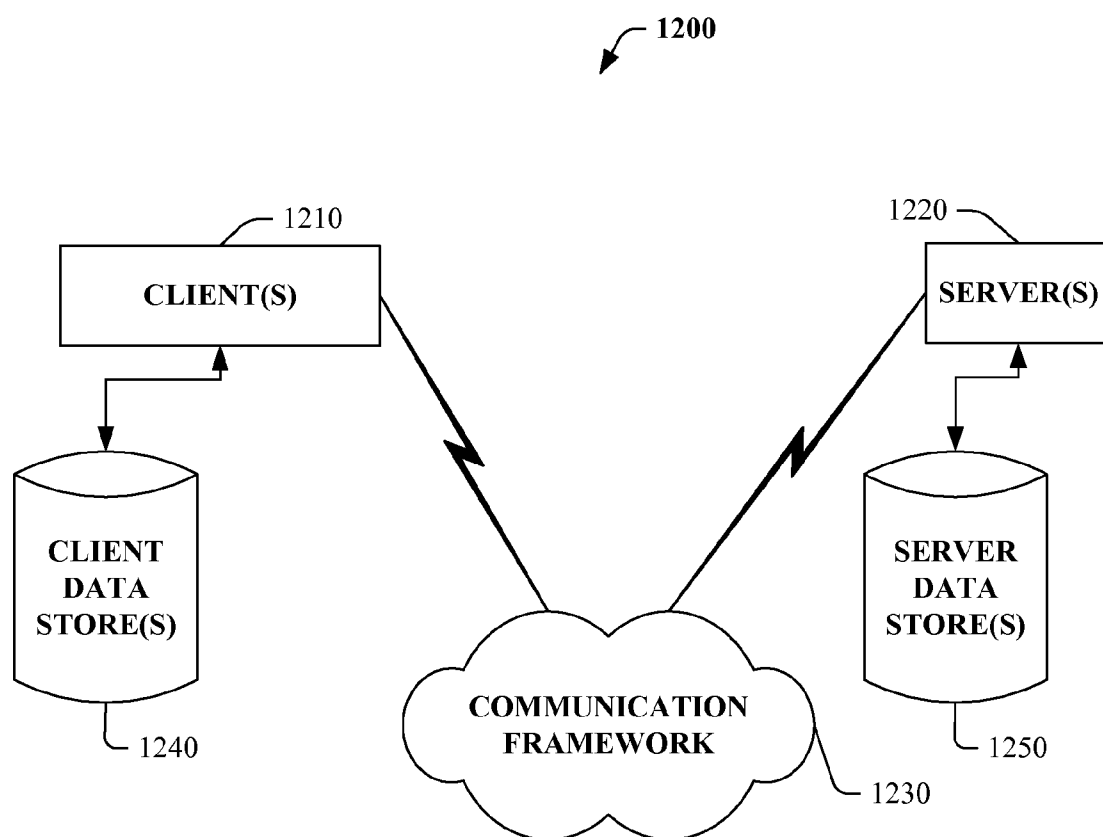 1200
1210
1220
CLIENT(S)
SERVER(S)
CLIENT
DATA
STORE(S)
SERVER
DATA
STORE(S)
COMMUNICATION
FRAMEWORK
1240
1250
1230